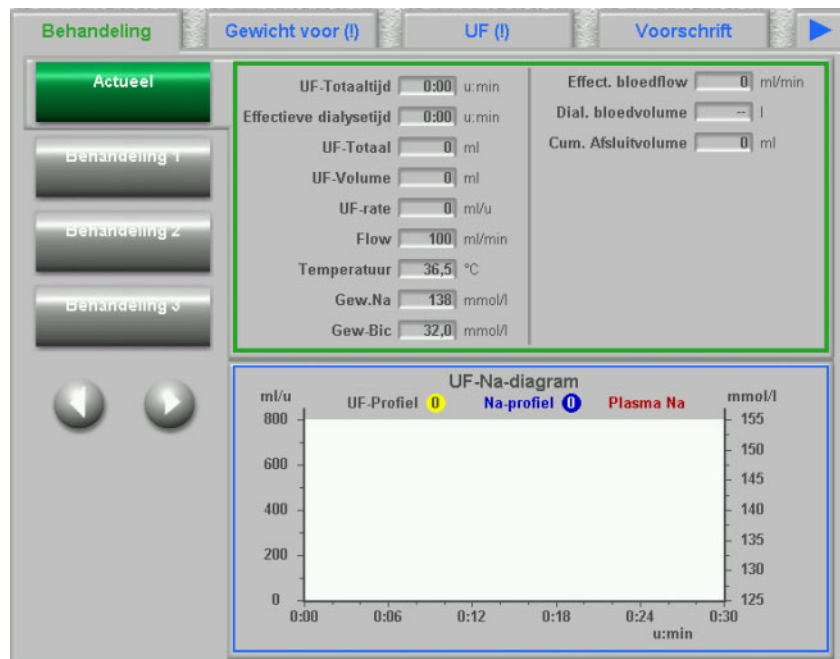 Behandeling Gewicht voor (!) UF (!) Voorschrift
Actueel
Behandeling 1
Behandeling 2
Behandeling 3
UF-Totaaltijd 0:00 u:min
Effectieve dialysetijd 0:00 u:min
UF-Totaal 0 ml
UF-Volume 0 ml
UF-rate 0 ml/u
Flow 100 ml/min
Temperatuur 36,5 °C
Gew.Na 138 mmol/l
Gew-Bic 32,0 mmol/l
Effect. bloedflow 0 ml/min
Dial. bloedvolume -- l
Cum. Afsluitvolume 0 ml
UF-Na-diagram
ml/u UF-Profiel 0 Na-profiel 0 Plasma Na mmol/l
800 155
150
600
145
400 140
135
200
130
0 125
0:00 0:06 0:12 0:18 0:24 0:30
u:min